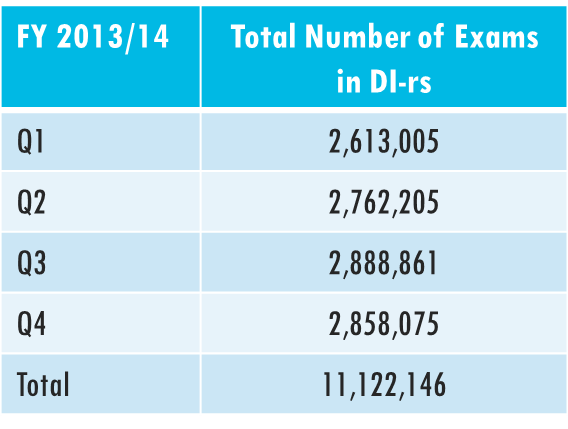 FY 2013/14 Total Number of Exams
in DI-rs
Q1 2,613,005
Q2 2,762,205
Q3 2,888,861
Q4 2,858,075
Total 11,122,146